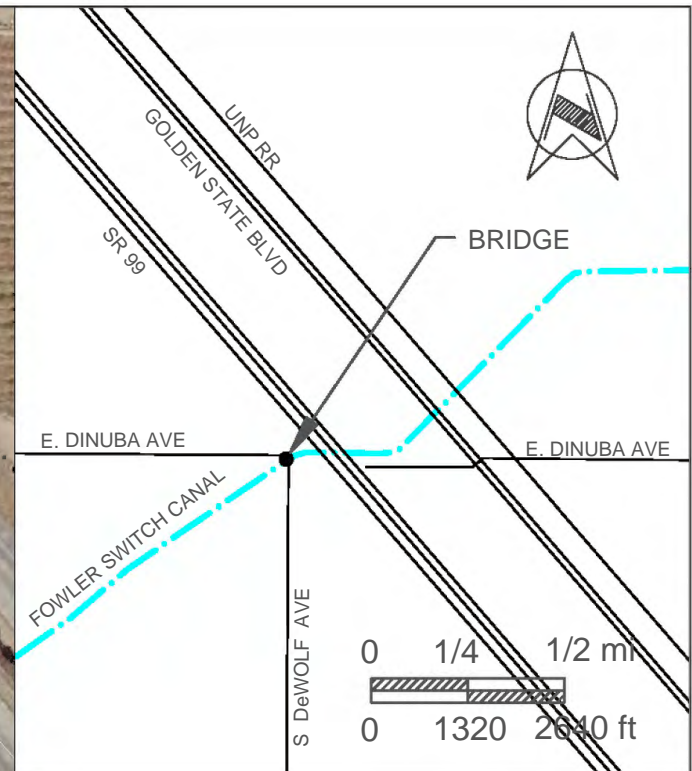 UNP RR
GOLDEN STATE BLVD
SR 99
BRIDGE
E. DINUBA AVE
E. DINUBA AVE
FOWLER SWITCH CANAL
S DeWOLF AVE
0 1/4 1/2 mi
0 1320 2640 ft